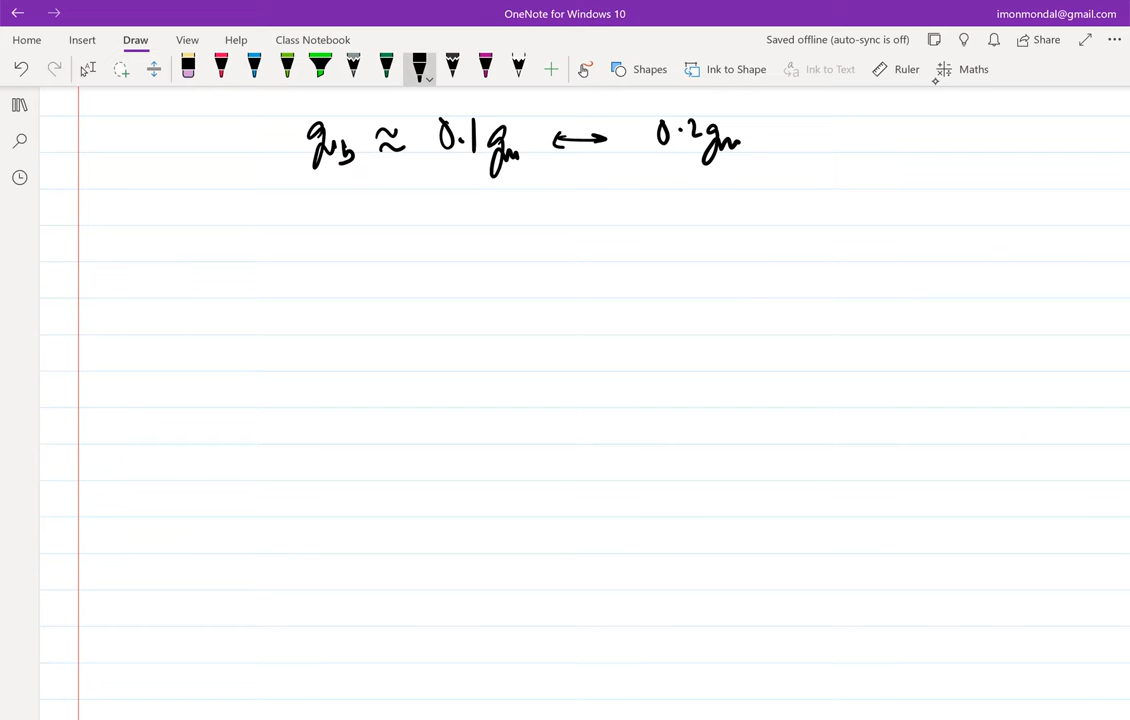 OneNote for Windows 10
imonmondal@gmail.com
Home Insert Draw View Help Class Notebook Saved offline (auto-sync is off) Share
Shapes Ink to Shape Ink to Text Ruler Maths
gmb ≈ 0.1gm ↔ 0.2gm